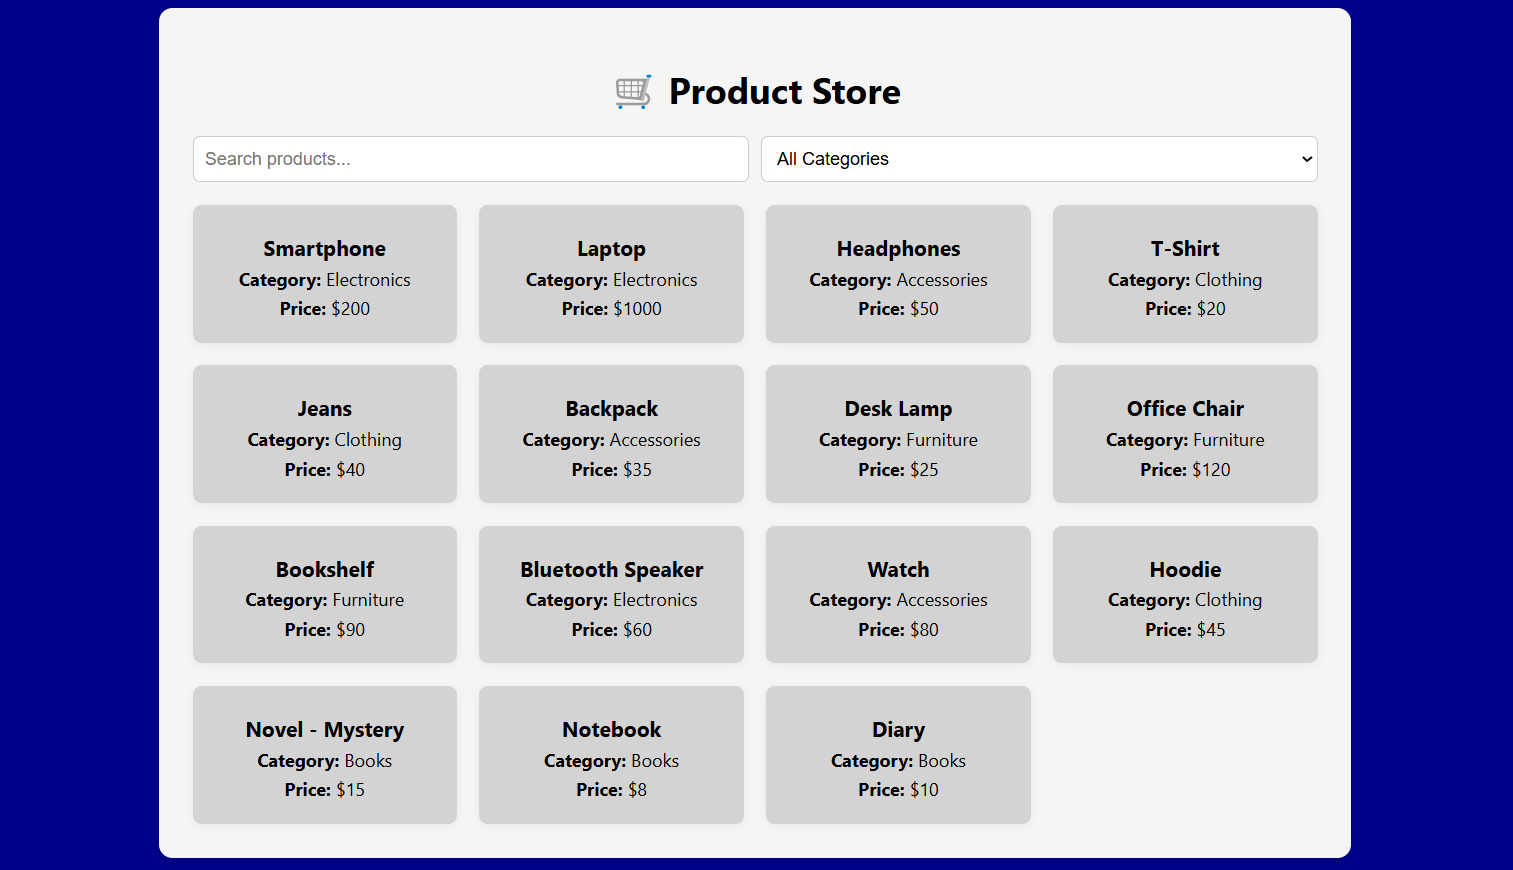 Product Store
Search products...
All Categories
Smartphone
Category: Electronics
Price: $200
Laptop
Category: Electronics
Price: $1000
Headphones
Category: Accessories
Price: $50
T-Shirt
Category: Clothing
Price: $20
Jeans
Category: Clothing
Price: $40
Backpack
Category: Accessories
Price: $35
Desk Lamp
Category: Furniture
Price: $25
Office Chair
Category: Furniture
Price: $120
Bookshelf
Category: Furniture
Price: $90
Bluetooth Speaker
Category: Electronics
Price: $60
Watch
Category: Accessories
Price: $80
Hoodie
Category: Clothing
Price: $45
Novel - Mystery
Category: Books
Price: $15
Notebook
Category: Books
Price: $8
Diary
Category: Books
Price: $10